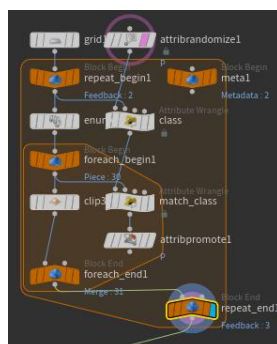 grid1
attribrandomize1
Block Begin
repeat_begin1
Feedback : 2
Block Begin
meta1
Metadata : 2
enum
Attribute Wrangle
class
Block Begin
foreach_begin1
Piece : 30
clip3
Attribute Wrangle
match_class
attribpromote1
Block End
foreach_end1
Merge : 31
Block End
repeat_end1
Feedback : 3